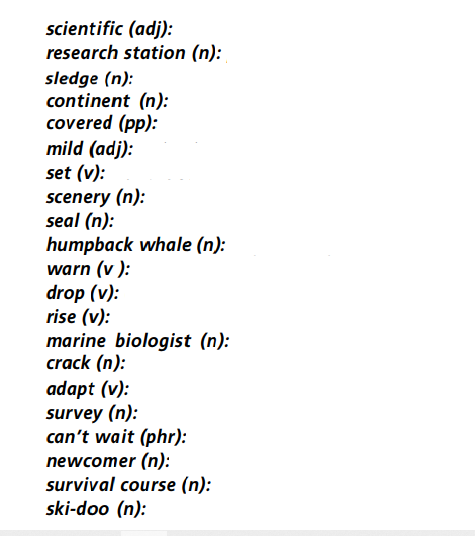 scientific (adj):
research station (n):
sledge (n):
continent (n):
covered (pp):
mild (adj):
set (v):
scenery (n):
seal (n):
humpback whale (n):
warn (v ):
drop (v):
rise (v):
marine biologist (n):
crack (n):
adapt (v):
survey (n):
can't wait (phr):
newcomer (n):
survival course (n):
ski-doo (n):